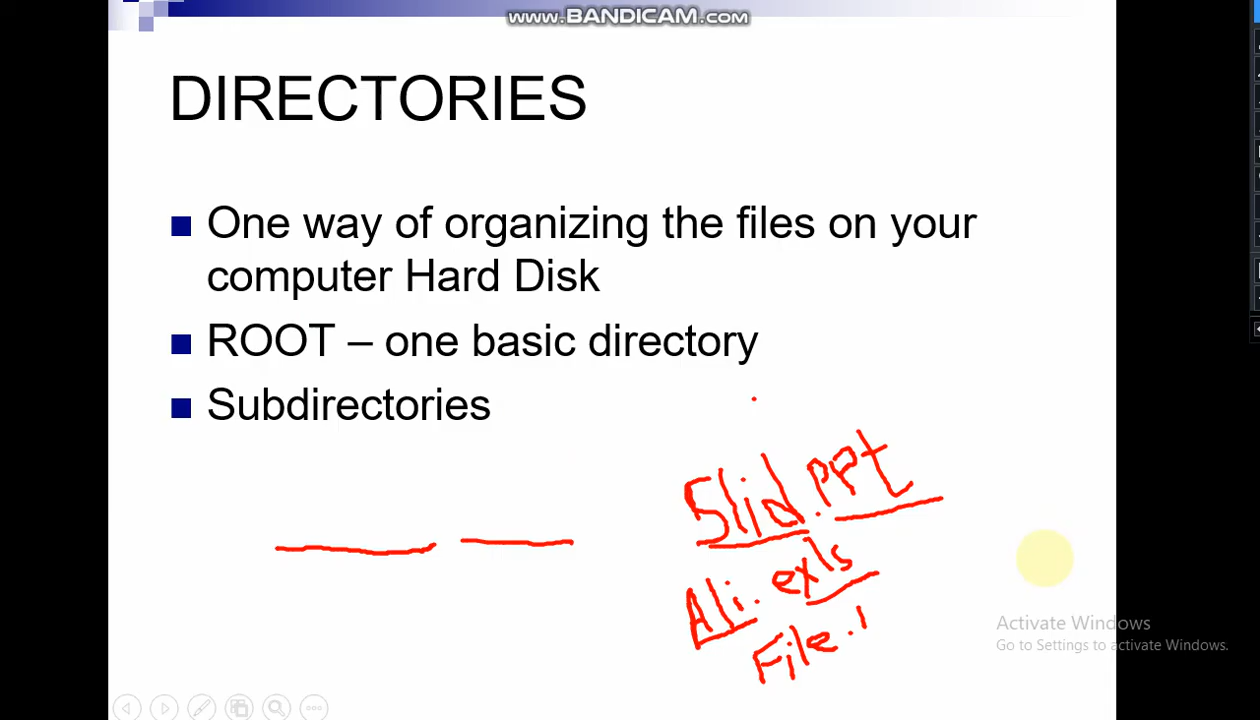 www.BANDICAM.com
DIRECTORIES
One way of organizing the files on your
computer Hard Disk
ROOT – one basic directory
Subdirectories
Slid.PPt
Ali.exls
File.
Activate Windows
Go to Settings to activate Windows.